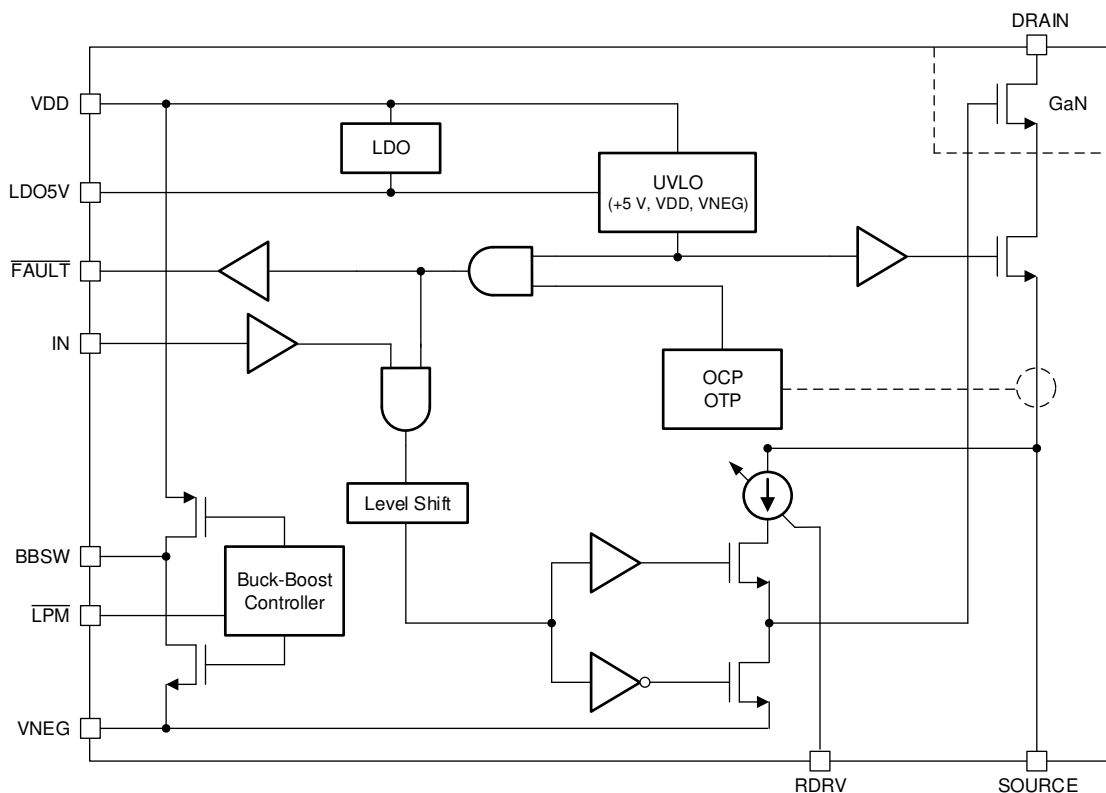 DRAIN
VDD
GaN
LDO
LDO5V
UVLO
(+5 V, VDD, VNEG)
FAULT
IN
OCP
OTP
Level Shift
BBSW
Buck-Boost
Controller
LPM
VNEG
RDRV
SOURCE